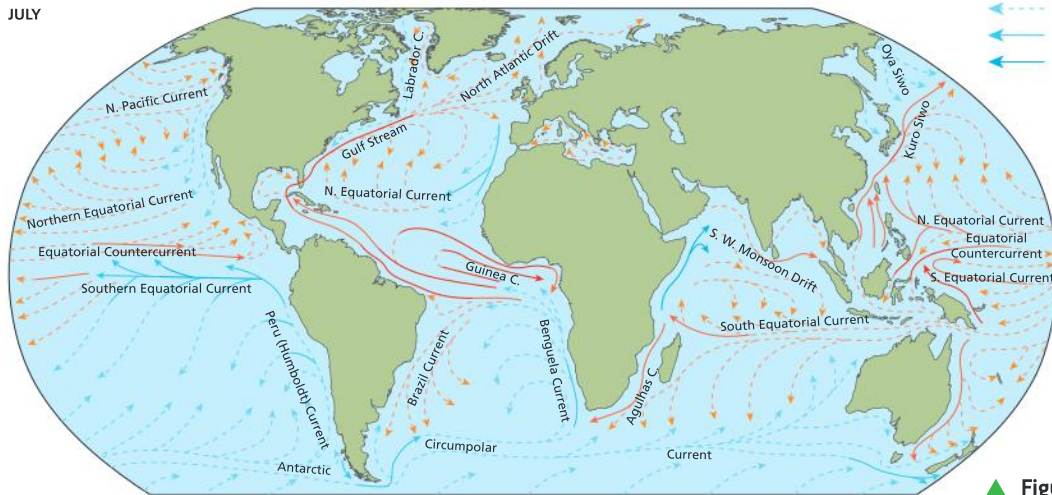 JULY
Labrador C.
North Atlantic Drift
Oya Siwo
N. Pacific Current
Kuro Siwo
Gulf Stream
N. Equatorial Current
Northern Equatorial Current
N. Equatorial Current
Equatorial Countercurrent
Equatorial
Countercurrent
S. W. Monsoon Drift
Guinea C.
S. Equatorial Current
Southern Equatorial Current
South Equatorial Current
Peru (Humboldt) Current
Brazil Current
Benguela Current
Agulhas C.
Antarctic
Circumpolar
Current